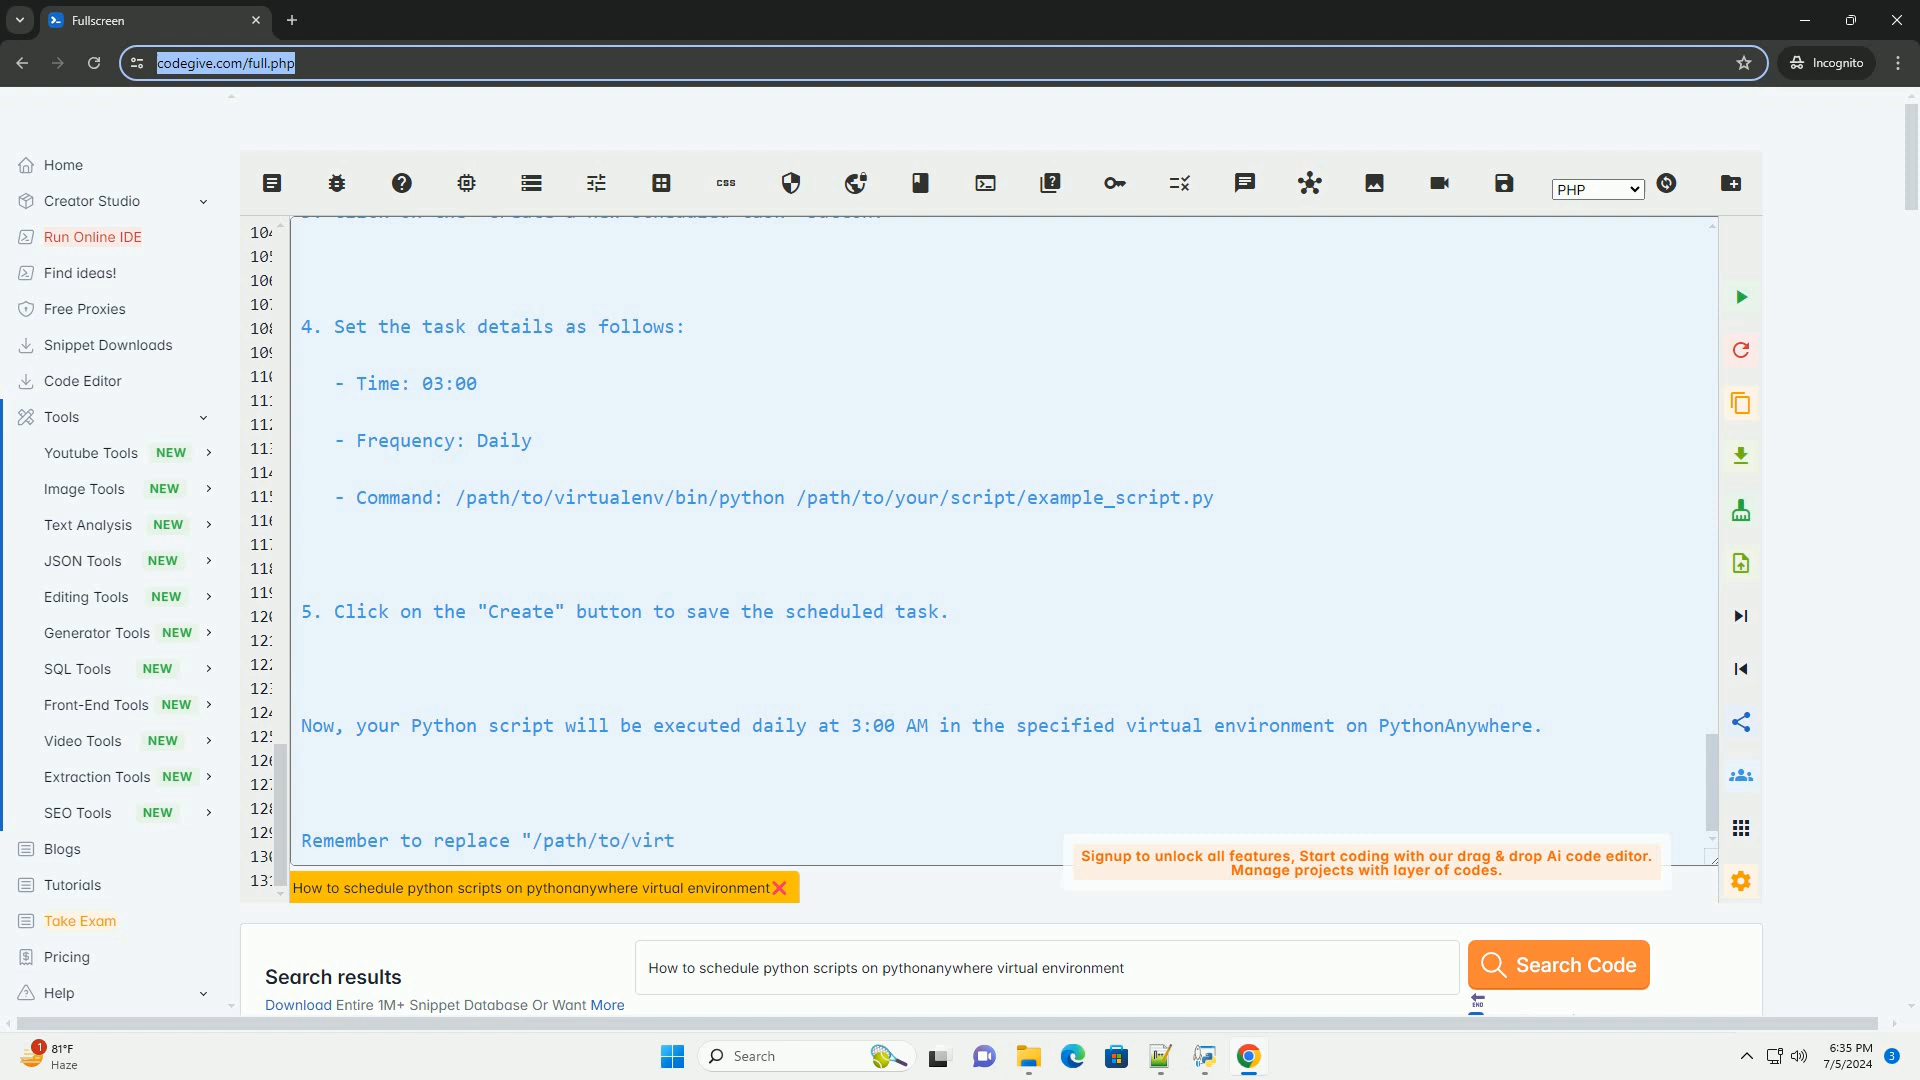 Fullscreen
codegive.com/full.php
Incognito
Home
Creator Studio
Run Online IDE
Find ideas!
Free Proxies
Snippet Downloads
Code Editor
Tools
Youtube Tools NEW
Image Tools NEW
Text Analysis NEW
JSON Tools NEW
Editing Tools NEW
Generator Tools NEW
SQL Tools NEW
Front-End Tools NEW
Video Tools NEW
Extraction Tools NEW
SEO Tools NEW
Blogs
Tutorials
Take Exam
Pricing
Help
CSS
PHP
4. Set the task details as follows:
- Time: 03:00
- Frequency: Daily
- Command: /path/to/virtualenv/bin/python /path/to/your/script/example_script.py
5. Click on the "Create" button to save the scheduled task.
Now, your Python script will be executed daily at 3:00 AM in the specified virtual environment on PythonAnywhere.
Remember to replace "/path/to/virt
Signup to unlock all features, Start coding with our drag & drop Ai code editor.
Manage projects with layer of codes.
How to schedule python scripts on pythonanywhere virtual environment
Search results
Download Entire 1M+ Snippet Database Or Want More
How to schedule python scripts on pythonanywhere virtual environment
Search Code
END
1
81°F
Haze
Search
6:35 PM
7/5/2024
3